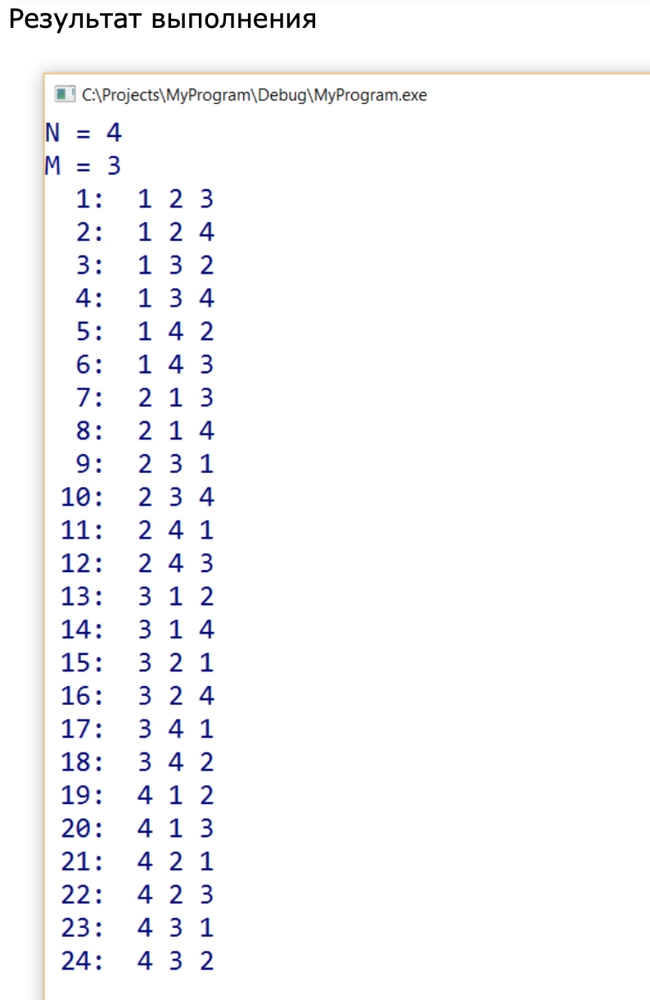 Результат выполнения
C:\Projects\MyProgram\Debug\MyProgram.exe
N = 4
M = 3
1: 1 2 3
2: 1 2 4
3: 1 3 2
4: 1 3 4
5: 1 4 2
6: 1 4 3
7: 2 1 3
8: 2 1 4
9: 2 3 1
10: 2 3 4
11: 2 4 1
12: 2 4 3
13: 3 1 2
14: 3 1 4
15: 3 2 1
16: 3 2 4
17: 3 4 1
18: 3 4 2
19: 4 1 2
20: 4 1 3
21: 4 2 1
22: 4 2 3
23: 4 3 1
24: 4 3 2